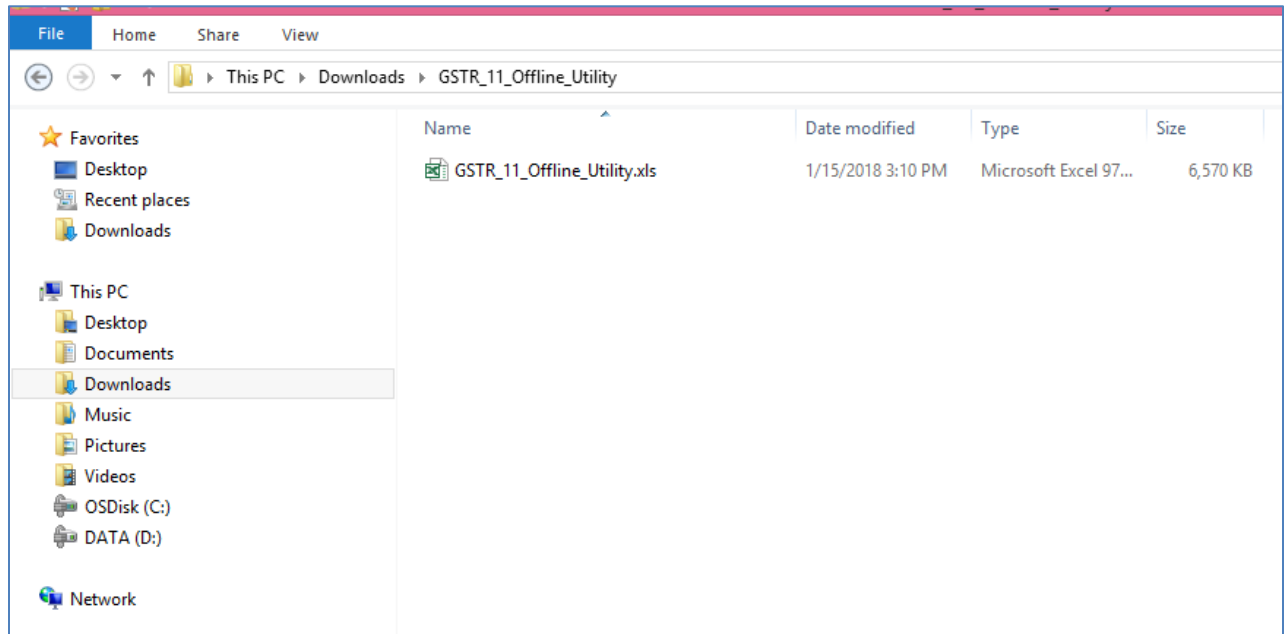 File Home Share View
This PC Downloads GSTR_11_Offline_Utility
Name Date modified Type Size
GSTR_11_Offline_Utility.xls 1/15/2018 3:10 PM Microsoft Excel 97... 6,570 KB
Favorites
Desktop
Recent places
Downloads
This PC
Desktop
Documents
Downloads
Music
Pictures
Videos
OSDisk (C:)
DATA (D:)
Network